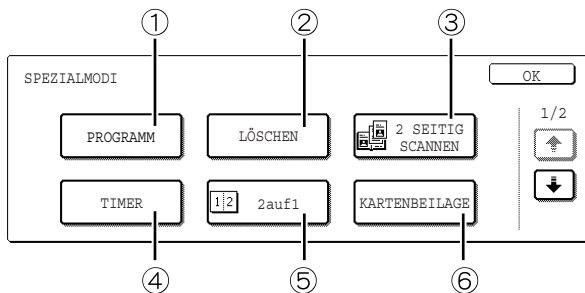 ① ② ③
SPEZIALMODI
OK
PROGRAMM
LÖSCHEN
2 SEITIG
SCANNEN
1/2
TIMER
1 2 2auf1
KARTENBEILAGE
④ ⑤ ⑥